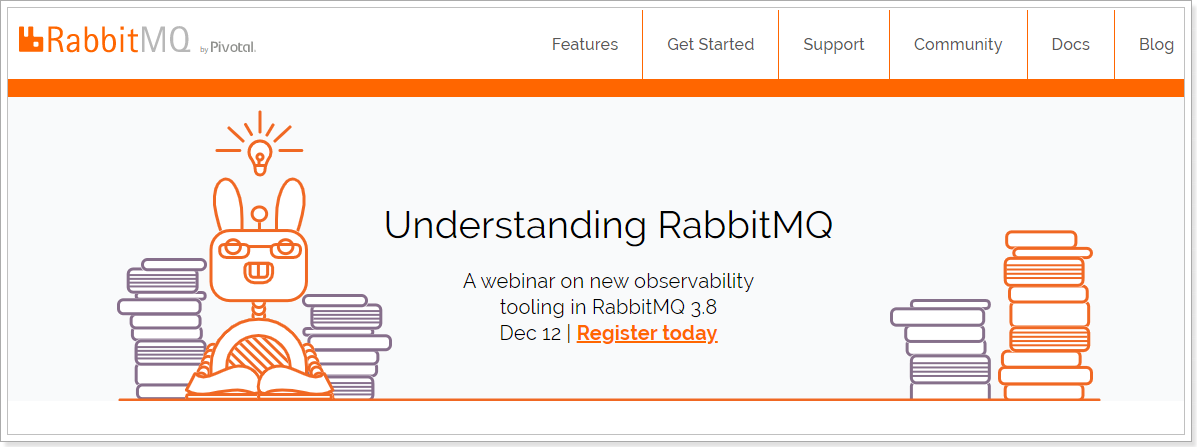 RabbitMQ by Pivotal.
Features Get Started Support Community Docs Blog
Understanding RabbitMQ
A webinar on new observability
tooling in RabbitMQ 3.8
Dec 12 | Register today